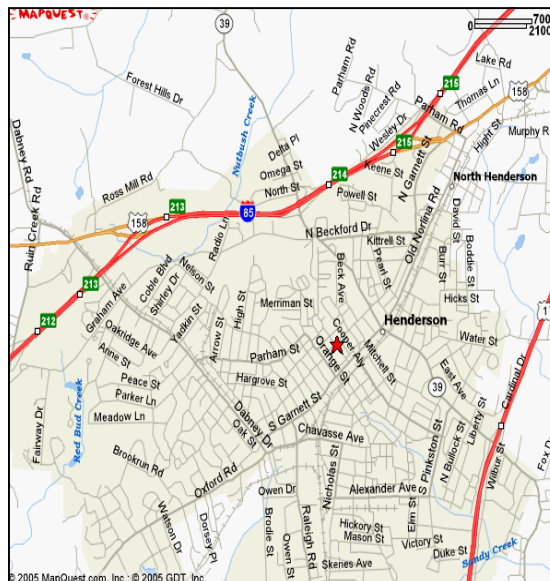 MAPQUEST
39
700
2100
215
Lake Rd
Forest Hills Dr
Parham Rd
N Woods Rd
Pinecrest Rd
Thomas Ln
158
Wesley Dr
Parham Rd
Dabney Rd
Nutbush Creek
Delta Pl
Omega St
215
Hight St
Murphy R
Keene St
N Garnett St
214
North Henderson
Ross Mill Rd
North St
Powell St
213
85
158
Ruin Creek Rd
Radio Ln
N Beckford Dr
Old Norlina Rd
David St
Boddie St
Kittrell St
Coble Blvd
Nelson St
Shirley Dr
Beck Ave
Pearl St
Burr St
213
Graham Ave
Yadkin St
High St
Merriman St
Hicks St
1
212
Oakridge Ave
Arrow St
Henderson
Water St
Anne St
Parham St
Cooper Aly
Orange St
Mitchell St
Peace St
Hargrove St
39
East Ave
Cardinal Dr
Parker Ln
Meadow Ln
Dabney Dr
S Garnett St
Red Bud Creek
Fairway Dr
Oak St
Chavasse Ave
Liberty St
N Bullock St
S Pinkston St
Wilbur St
Fox D
Brookrun Rd
Oxford Rd
Nicholas St
Owen Dr
Alexander Ave
Watson Dr
Dorsey Pl
Brodie St
Owen St
Raleigh Rd
Elm St
Hickory St
Mason St
Victory St
Duke St
Skenes Ave
Sandy Creek
© 2005 MapQuest.com, Inc.; © 2005 GDT, Inc.